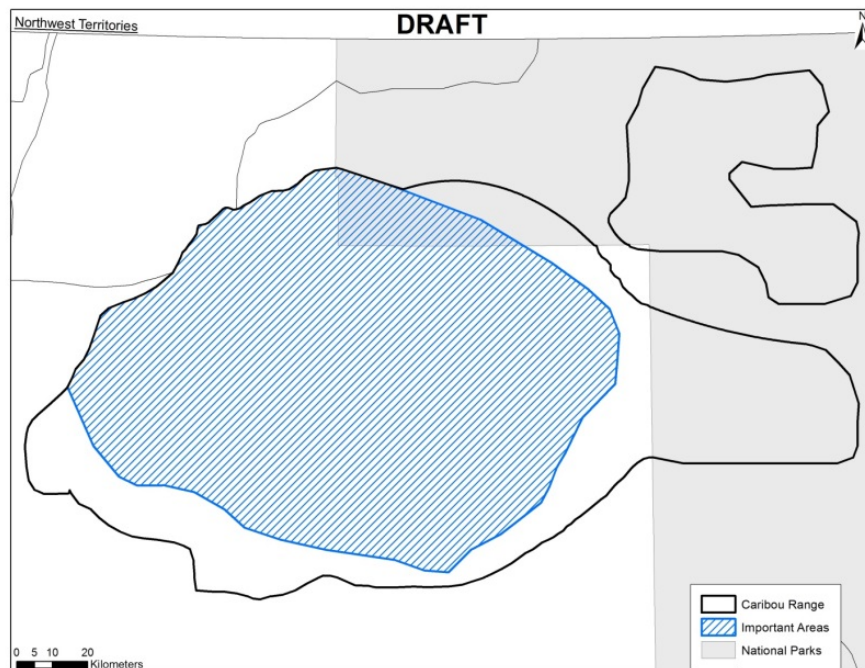 Northwest Territories
DRAFT
N
Caribou Range
Important Areas
National Parks
0 5 10 20
Kilometers